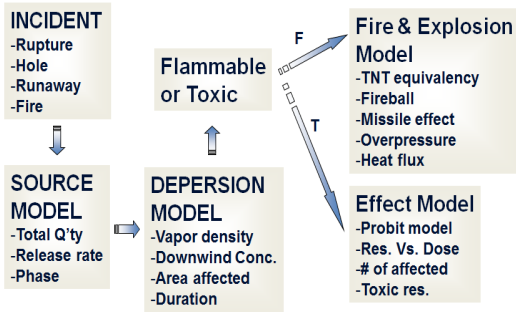 INCIDENT
-Rupture
-Hole
-Runaway
-Fire
SOURCE
MODEL
-Total Q'ty
-Release rate
-Phase
DEPERSION
MODEL
-Vapor density
-Downwind Conc.
-Area affected
-Duration
Flammable
or Toxic
F
T
Fire & Explosion
Model
-TNT equivalency
-Fireball
-Missile effect
-Overpressure
-Heat flux
Effect Model
-Probit model
-Res. Vs. Dose
-# of affected
-Toxic res.